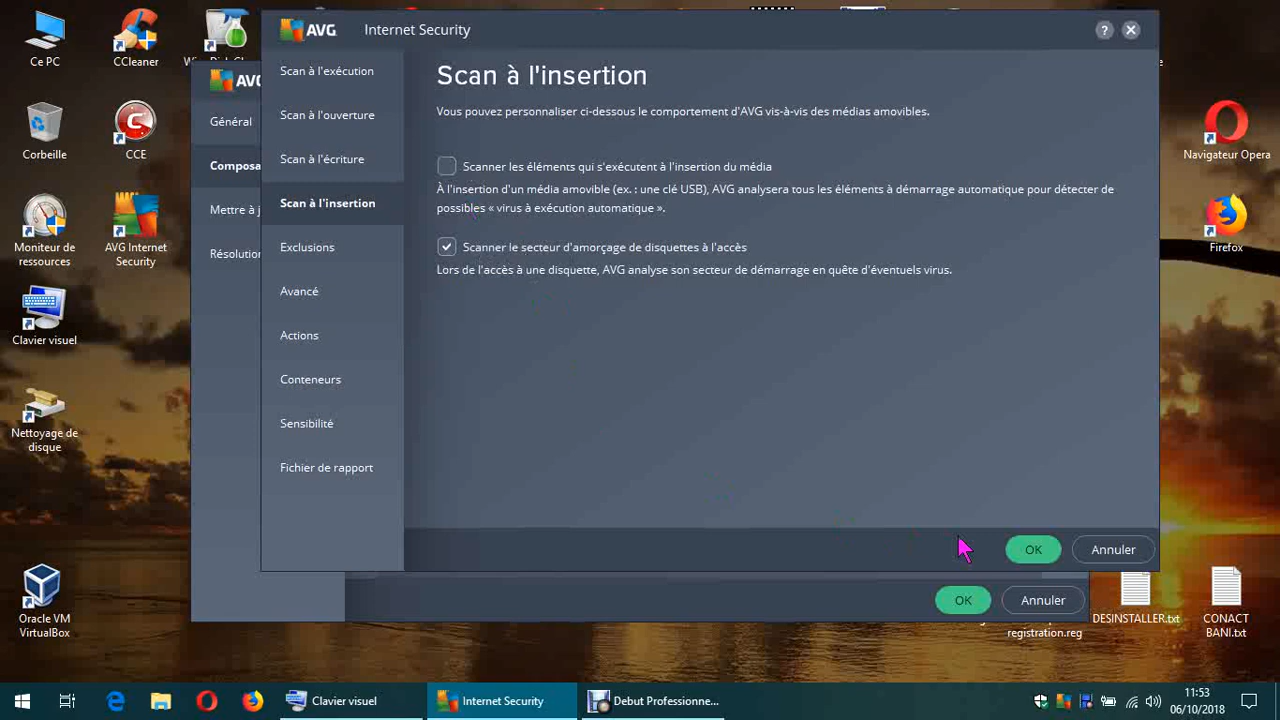 Ce PC
CCleaner
AVG
Internet Security
?
Scan à l'exécution
Scan à l'insertion
AVG
Scan à l'ouverture
Vous pouvez personnaliser ci-dessous le comportement d'AVG vis-à-vis des médias amovibles.
Général
Corbeille
CCE
Navigateur Opera
Scan à l'écriture
Scanner les éléments qui s'exécutent à l'insertion du média
Composa
À l'insertion d'un média amovible (ex. : une clé USB), AVG analysera tous les éléments à démarrage automatique pour détecter de
possibles « virus à exécution automatique ».
Scan à l'insertion
Mettre à j
Moniteur de
ressources
AVG Internet
Security
Firefox
Exclusions
Scanner le secteur d'amorçage de disquettes à l'accès
Résolution
Lors de l'accès à une disquette, AVG analyse son secteur de démarrage en quête d'éventuels virus.
Avancé
Clavier visuel
Actions
Conteneurs
Nettoyage de
disque
Sensibilité
Fichier de rapport
OK
Annuler
OK
Annuler
Oracle VM
VirtualBox
registration.reg
DESINSTALLER.txt
CONACT
BANI.txt
Clavier visuel
Internet Security
Debut Professionne...
11:53
06/10/2018